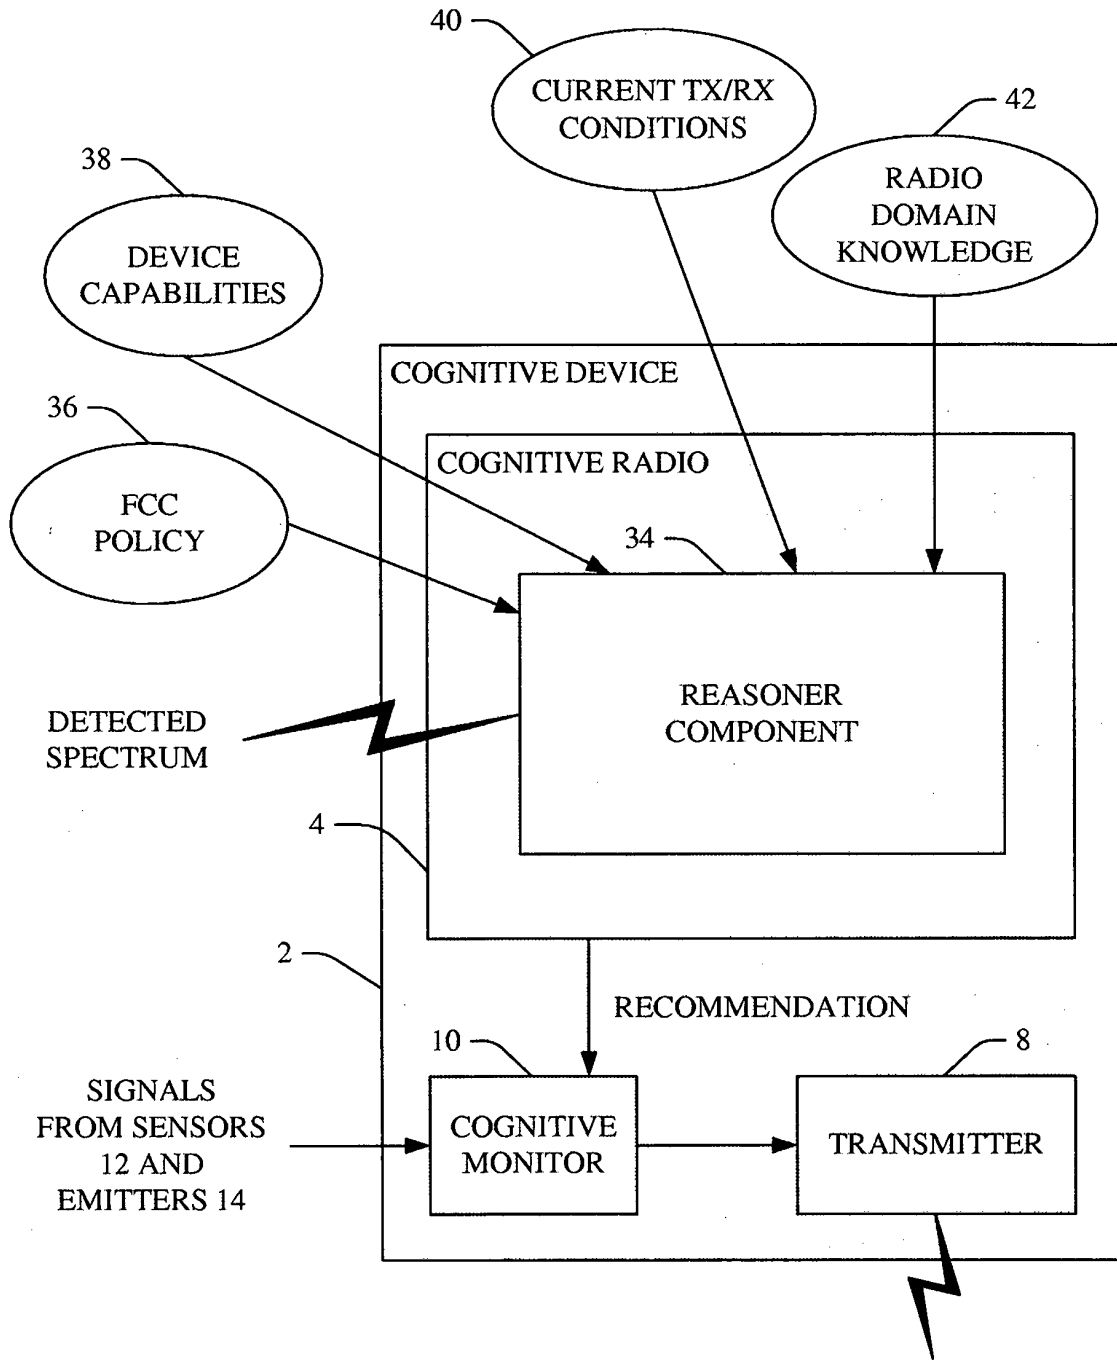 40
CURRENT TX/RX
CONDITIONS
42
RADIO
DOMAIN
KNOWLEDGE
38
DEVICE
CAPABILITIES
COGNITIVE DEVICE
36
FCC
POLICY
COGNITIVE RADIO
34
REASONER
COMPONENT
DETECTED
SPECTRUM
4
2
RECOMMENDATION
10
8
SIGNALS
FROM SENSORS
12 AND
EMITTERS 14
COGNITIVE
MONITOR
TRANSMITTER